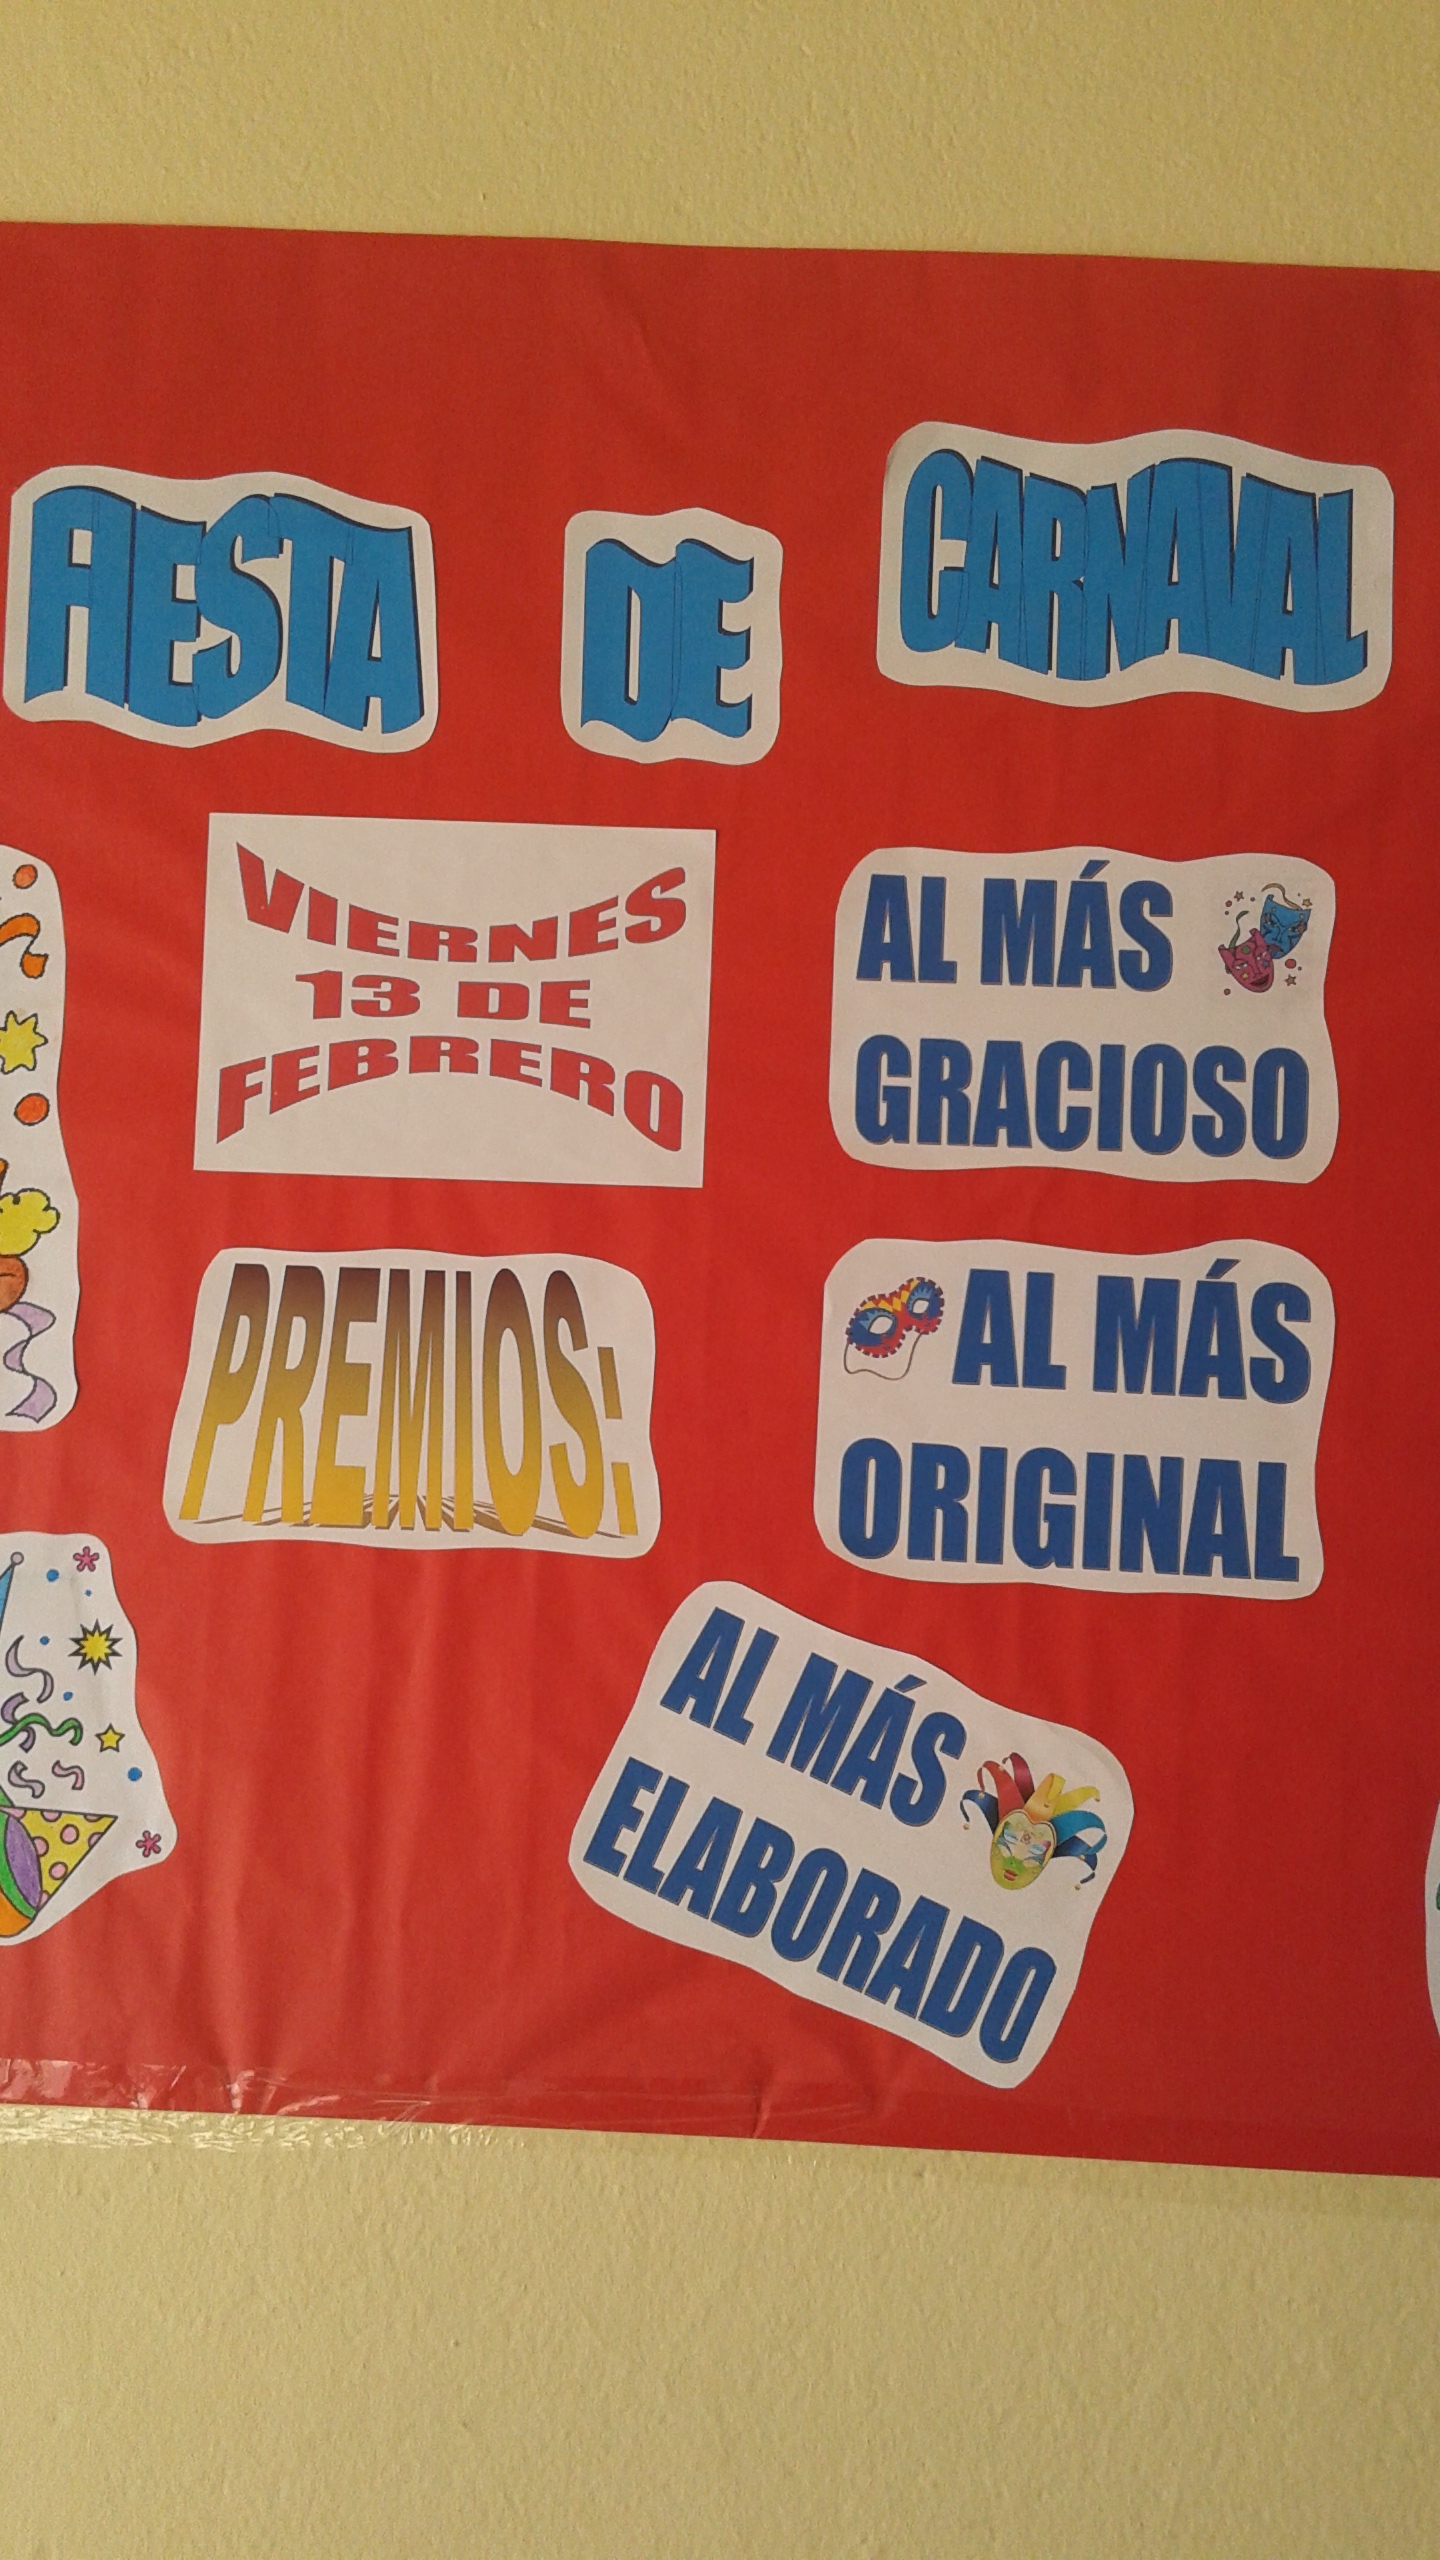 FIESTA DE CARNAVAL
VIERNES
13 DE
FEBRERO
PREMIOS:
AL MÁS
GRACIOSO
AL MÁS
ORIGINAL
AL MÁS
ELABORADO